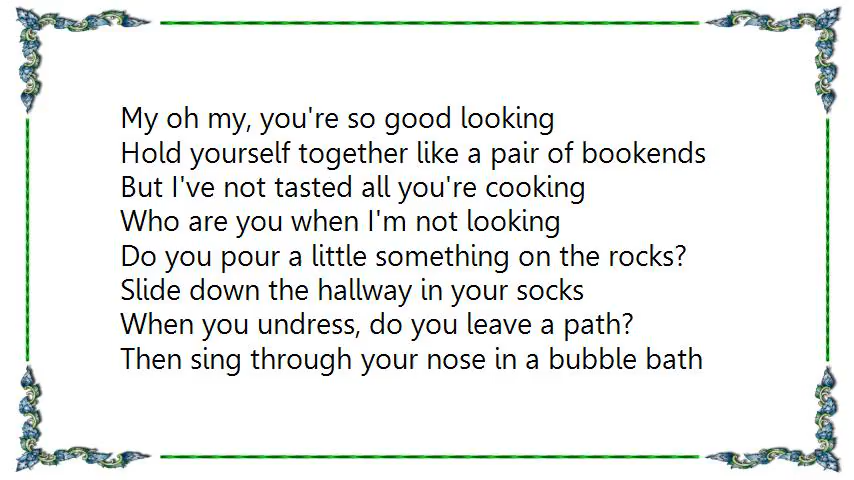 My oh my, you're so good looking
Hold yourself together like a pair of bookends
But I've not tasted all you're cooking
Who are you when I'm not looking
Do you pour a little something on the rocks?
Slide down the hallway in your socks
When you undress, do you leave a path?
Then sing through your nose in a bubble bath